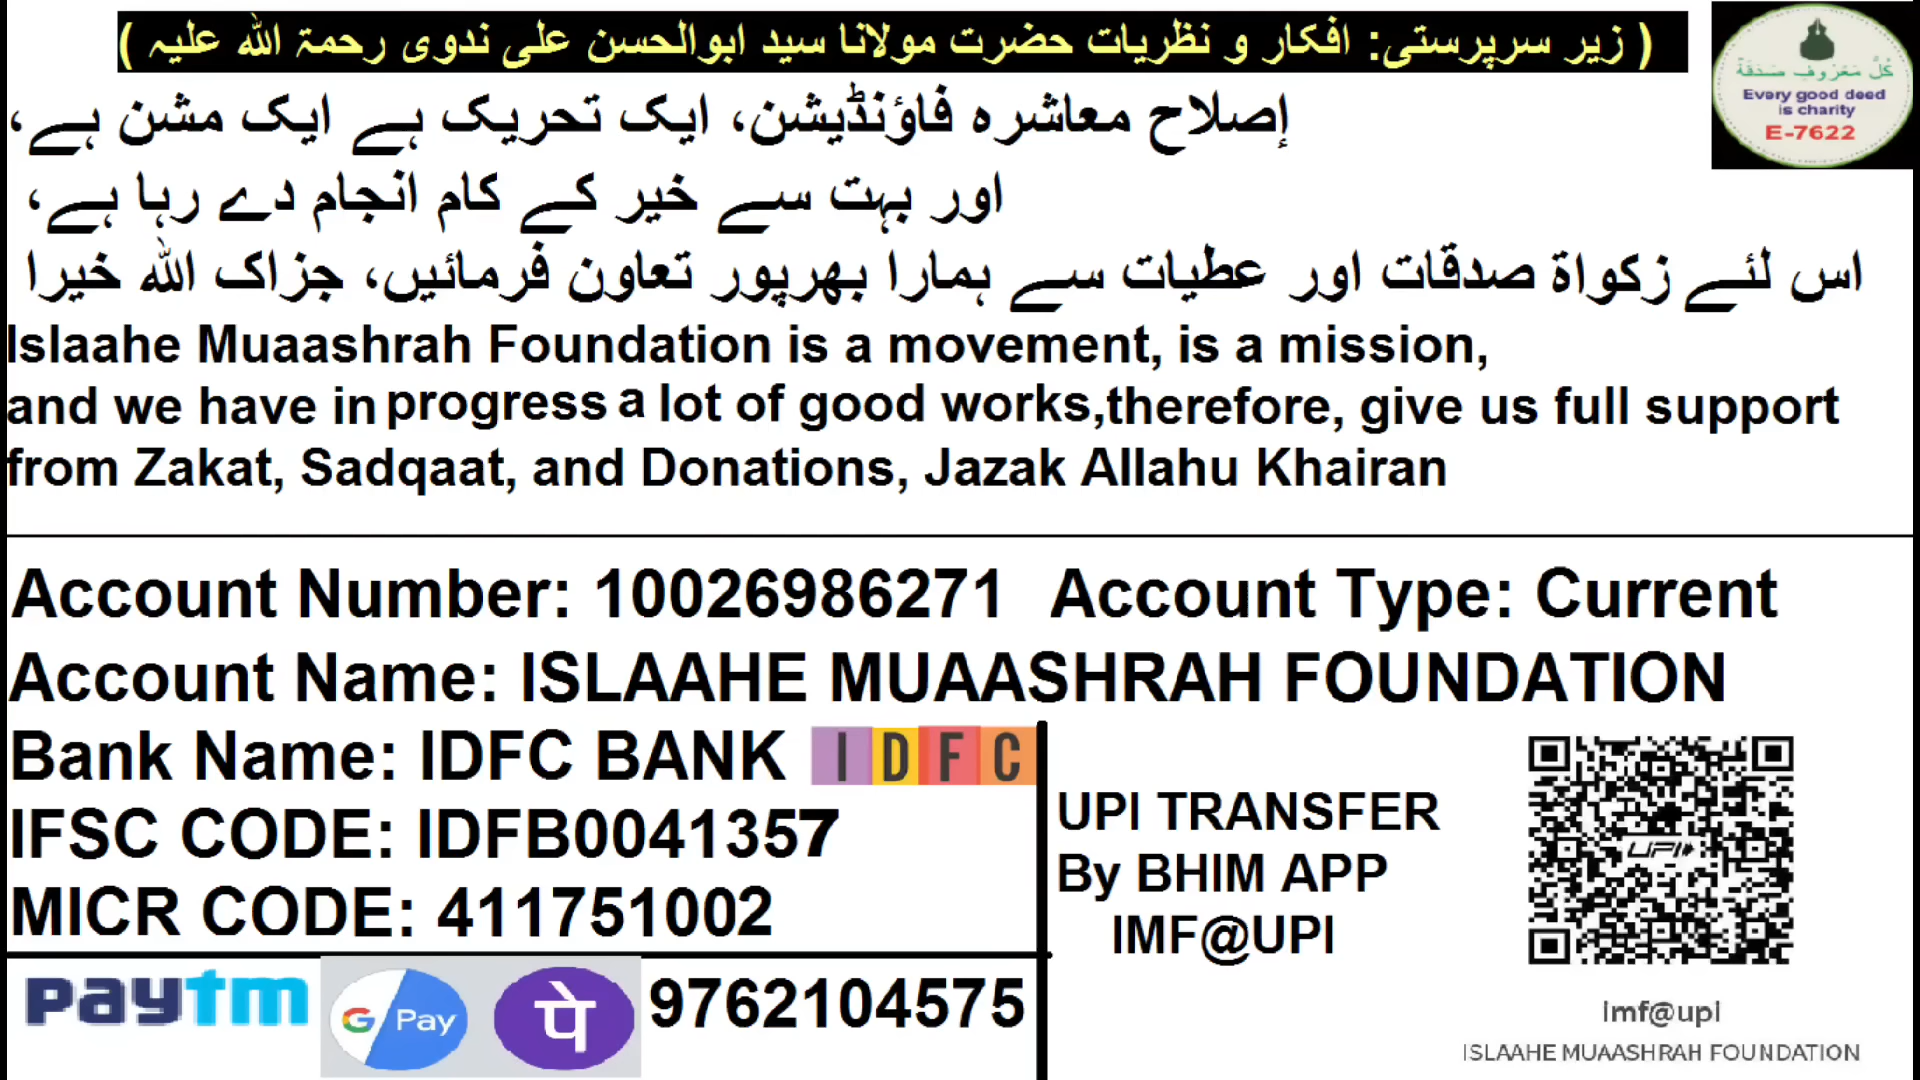 ( زیر سرپرستی: افکار و نظریات حضرت مولانا سید ابوالحسن علی ندوی رحمۃ اللہ علیہ )
كُلُّ مَعْرُوفٍ صَدَقَةٌ
Every good deed
is charity
E-7622
إصلاح معاشرہ فاؤنڈیشن، ایک تحریک ہے ایک مشن ہے،
اور بہت سے خیر کے کام انجام دے رہا ہے،
اس لئے زکواۃ صدقات اور عطیات سے ہمارا بھرپور تعاون فرمائیں، جزاک اللہ خیرا
Islaahe Muaashrah Foundation is a movement, is a mission,
and we have in progress a lot of good works,therefore, give us full support
from Zakat, Sadqaat, and Donations, Jazak Allahu Khairan
Account Number: 10026986271 Account Type: Current
Account Name: ISLAAHE MUAASHRAH FOUNDATION
Bank Name: IDFC BANK IDFC
IFSC CODE: IDFB0041357
MICR CODE: 411751002
UPI TRANSFER
By BHIM APP
IMF@UPI
UPI
imf@upi
ISLAAHE MUAASHRAH FOUNDATION
paytm G Pay पे 9762104575